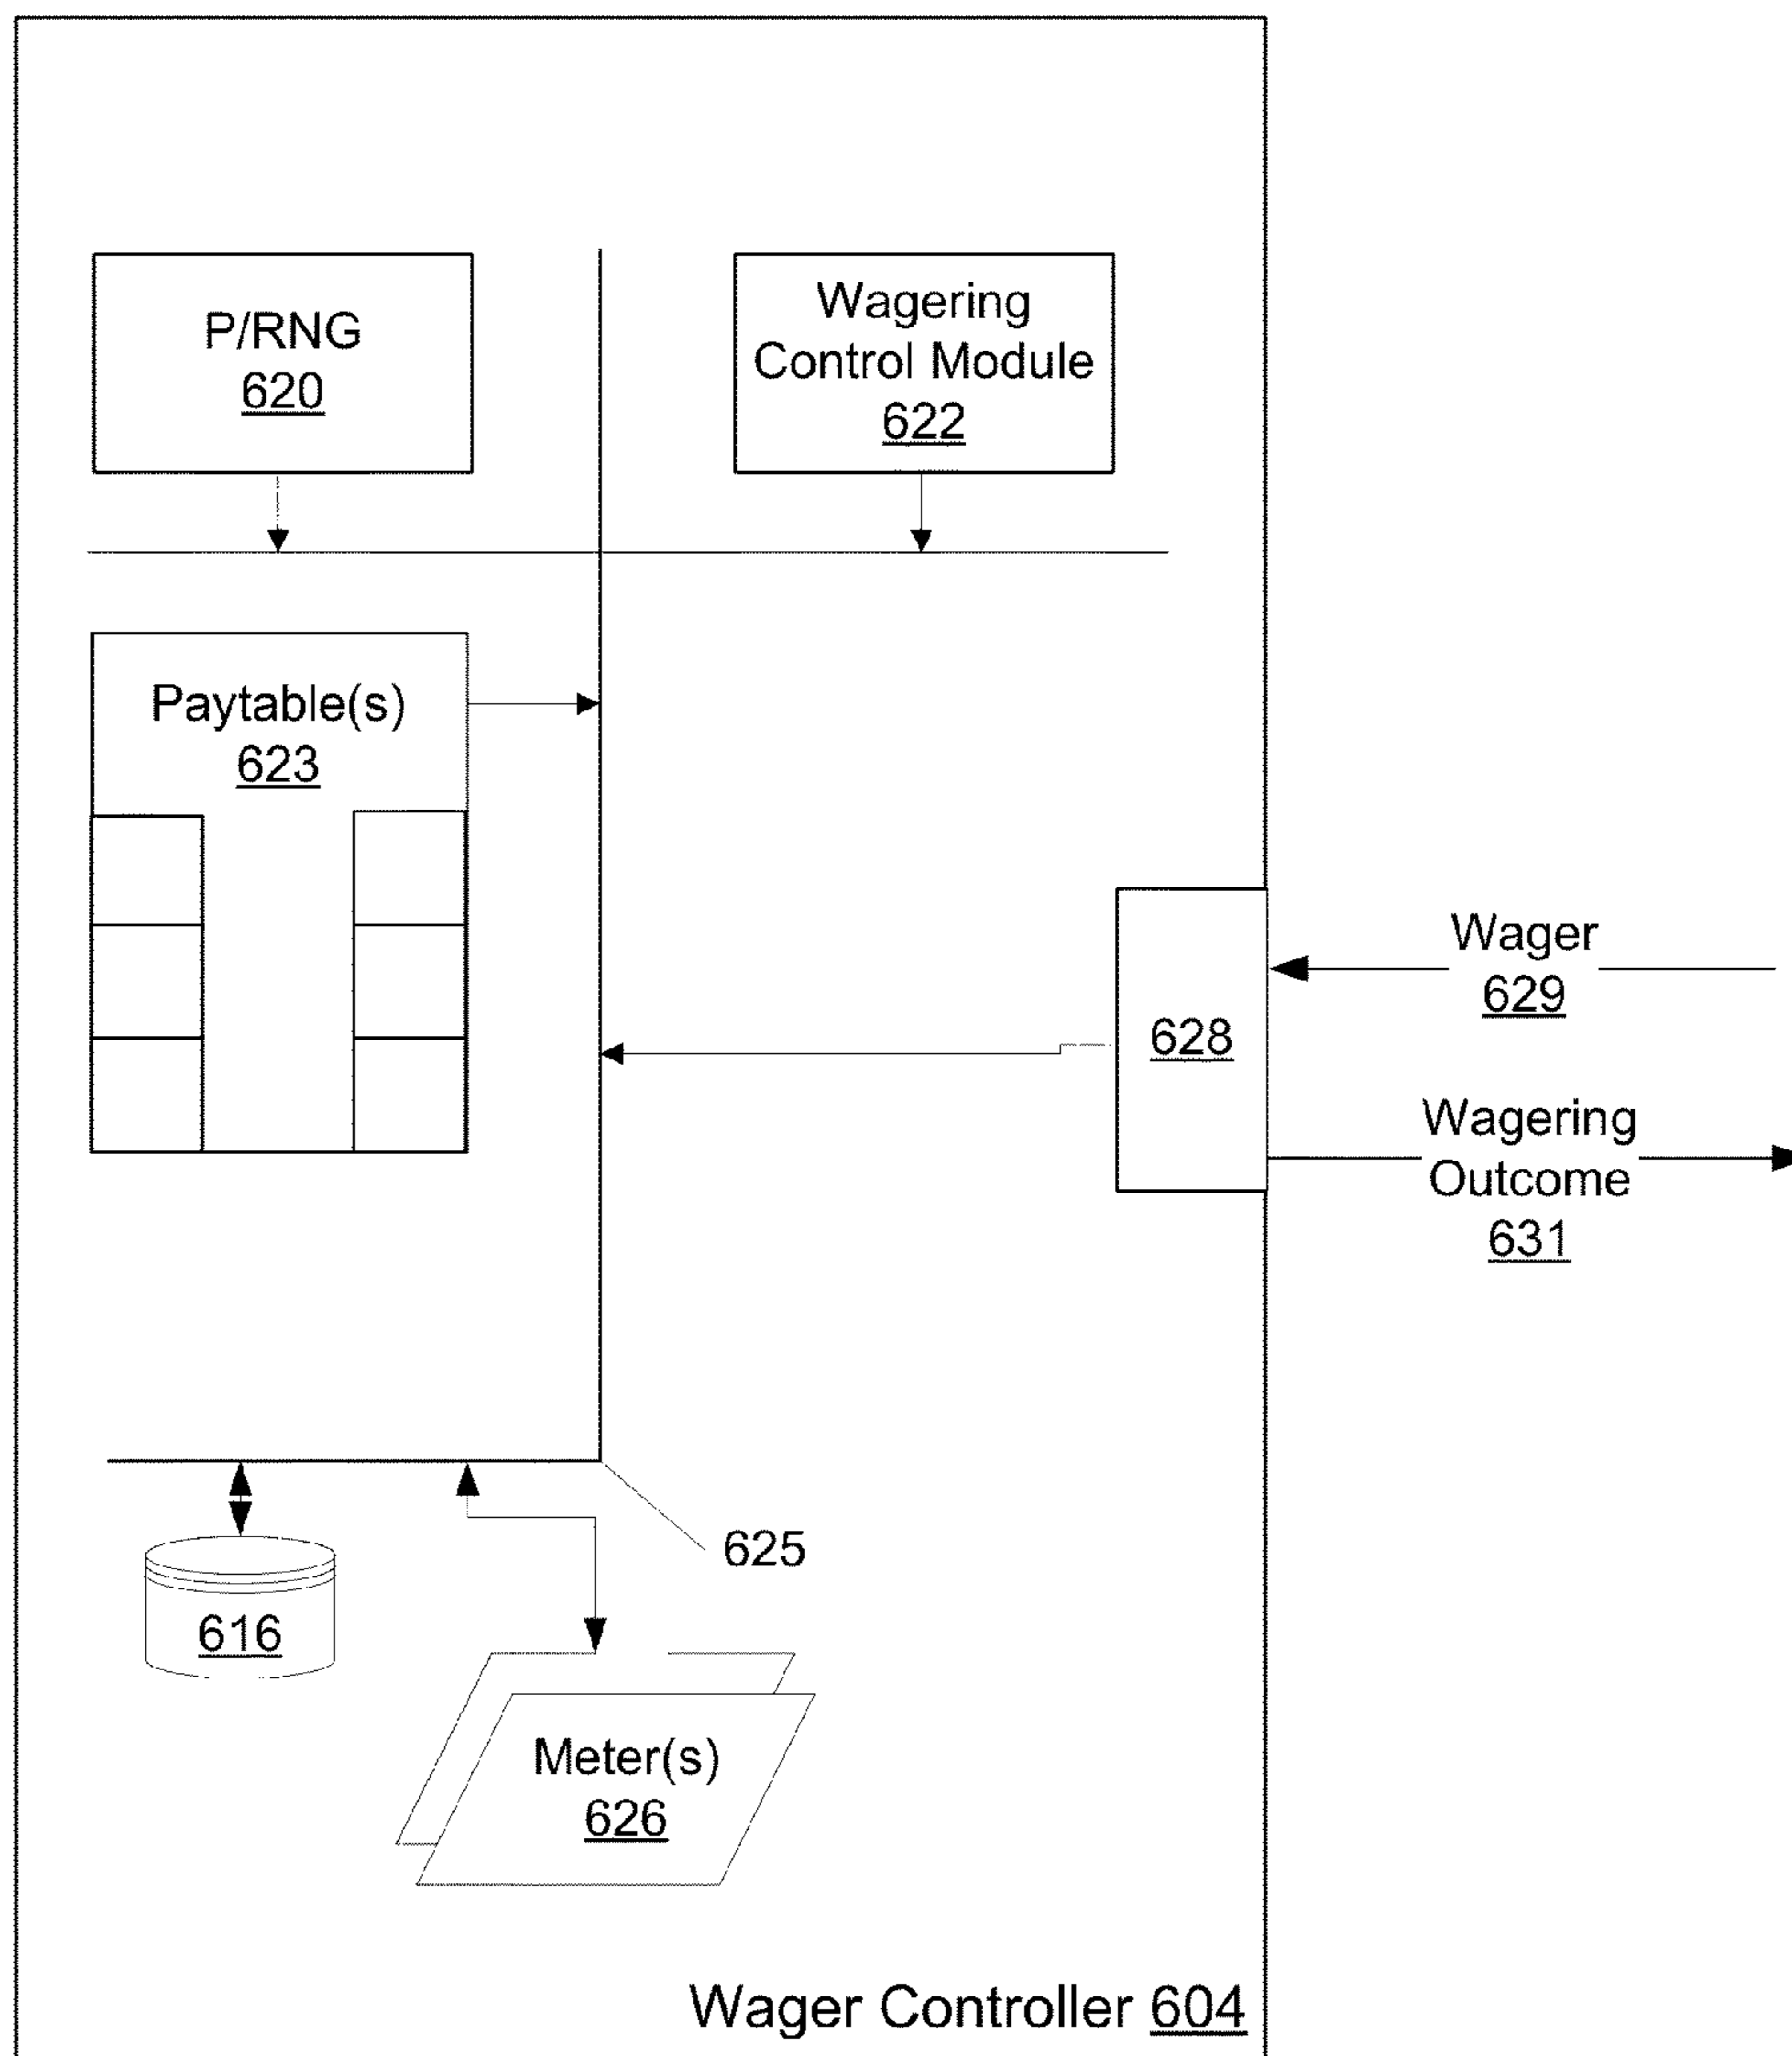 P/RNG
620
Wagering
Control Module
622
Paytable(s)
623
Wager
629
628
Wagering
Outcome
631
625
616
Meter(s)
626
Wager Controller 604